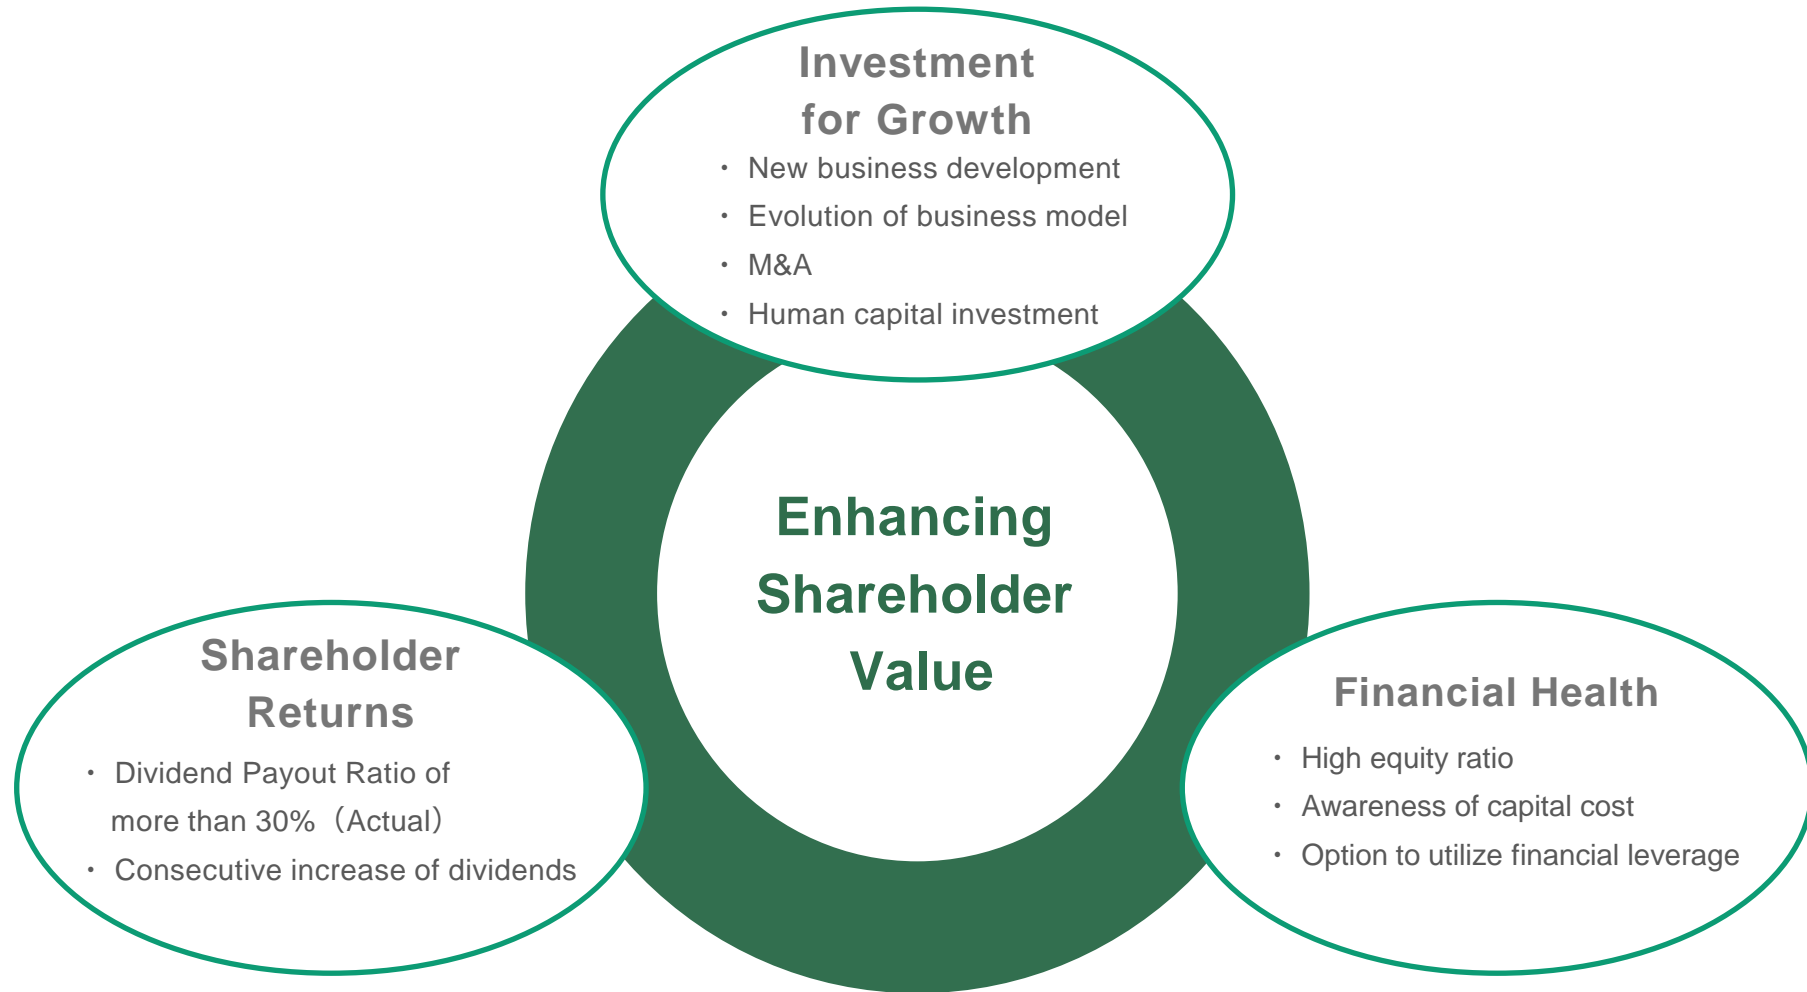 Investment
for Growth
・ New business development
・ Evolution of business model
・ M&A
・ Human capital investment
Enhancing
Shareholder
Value
Shareholder
Returns
・ Dividend Payout Ratio of
more than 30%（Actual）
・ Consecutive increase of dividends
Financial Health
・ High equity ratio
・ Awareness of capital cost
・ Option to utilize financial leverage